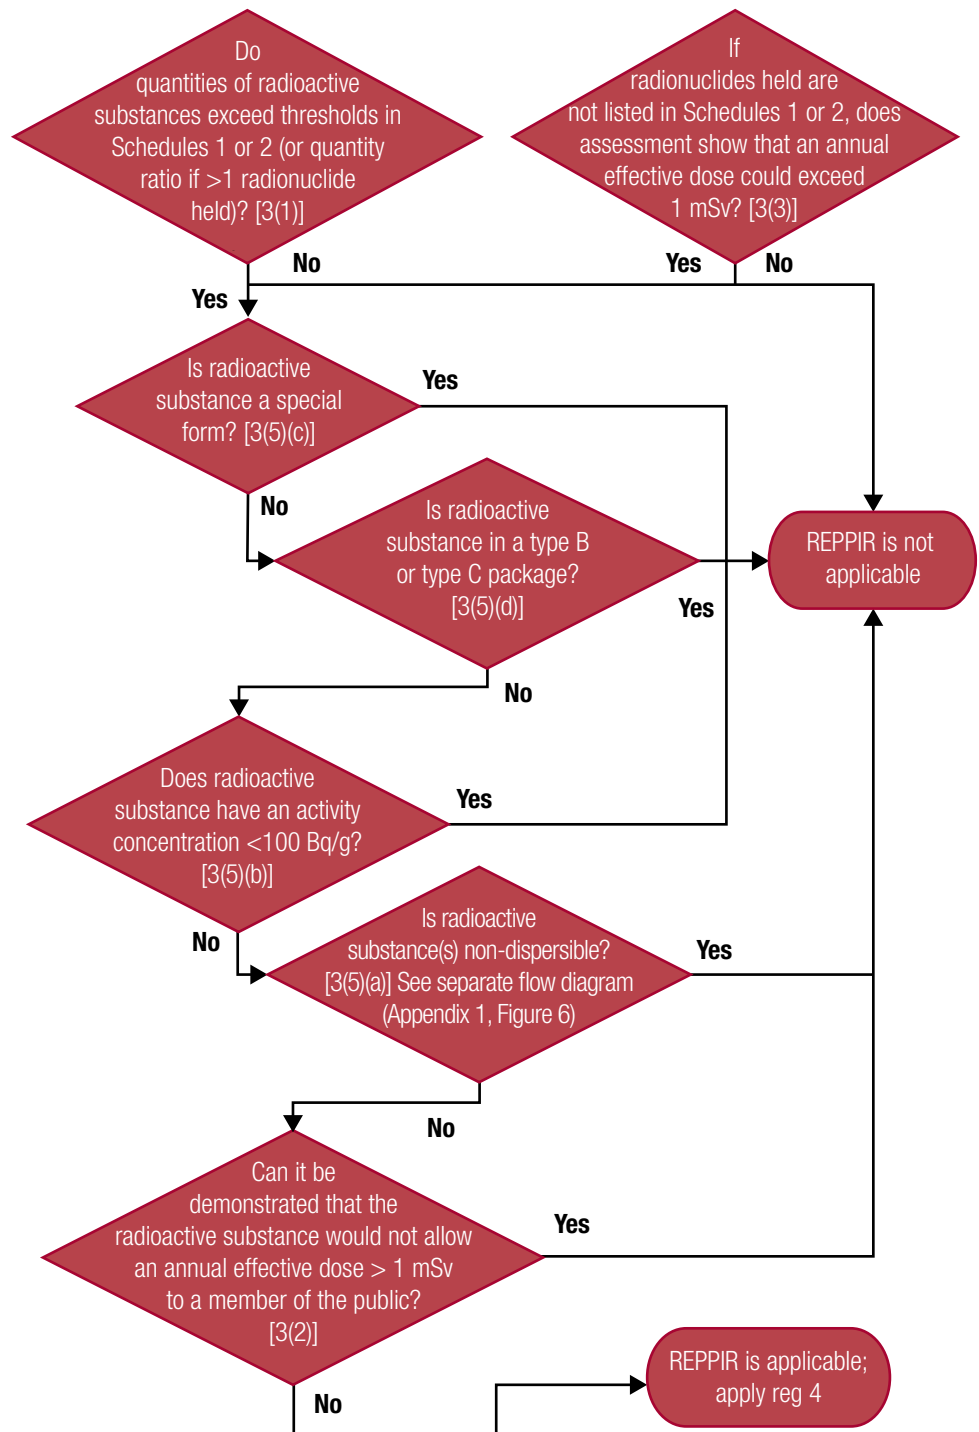 Do
quantities of radioactive
substances exceed thresholds in
Schedules 1 or 2 (or quantity
ratio if >1 radionuclide
held)? [3(1)]
If
radionuclides held are
not listed in Schedules 1 or 2, does
assessment show that an annual
effective dose could exceed
1 mSv? [3(3)]
No
Yes
No
Yes
Is radioactive
substance a special
form? [3(5)(c)]
Yes
No
Is radioactive
substance in a type B
or type C package?
[3(5)(d)]
Yes
REPPIR is not
applicable
No
Does radioactive
substance have an activity
concentration <100 Bq/g?
[3(5)(b)]
Yes
No
Is radioactive
substance(s) non-dispersible?
[3(5)(a)] See separate flow diagram
(Appendix 1, Figure 6)
Yes
No
Can it be
demonstrated that the
radioactive substance would not allow
an annual effective dose > 1 mSv
to a member of the public?
[3(2)]
Yes
No
REPPIR is applicable;
apply reg 4